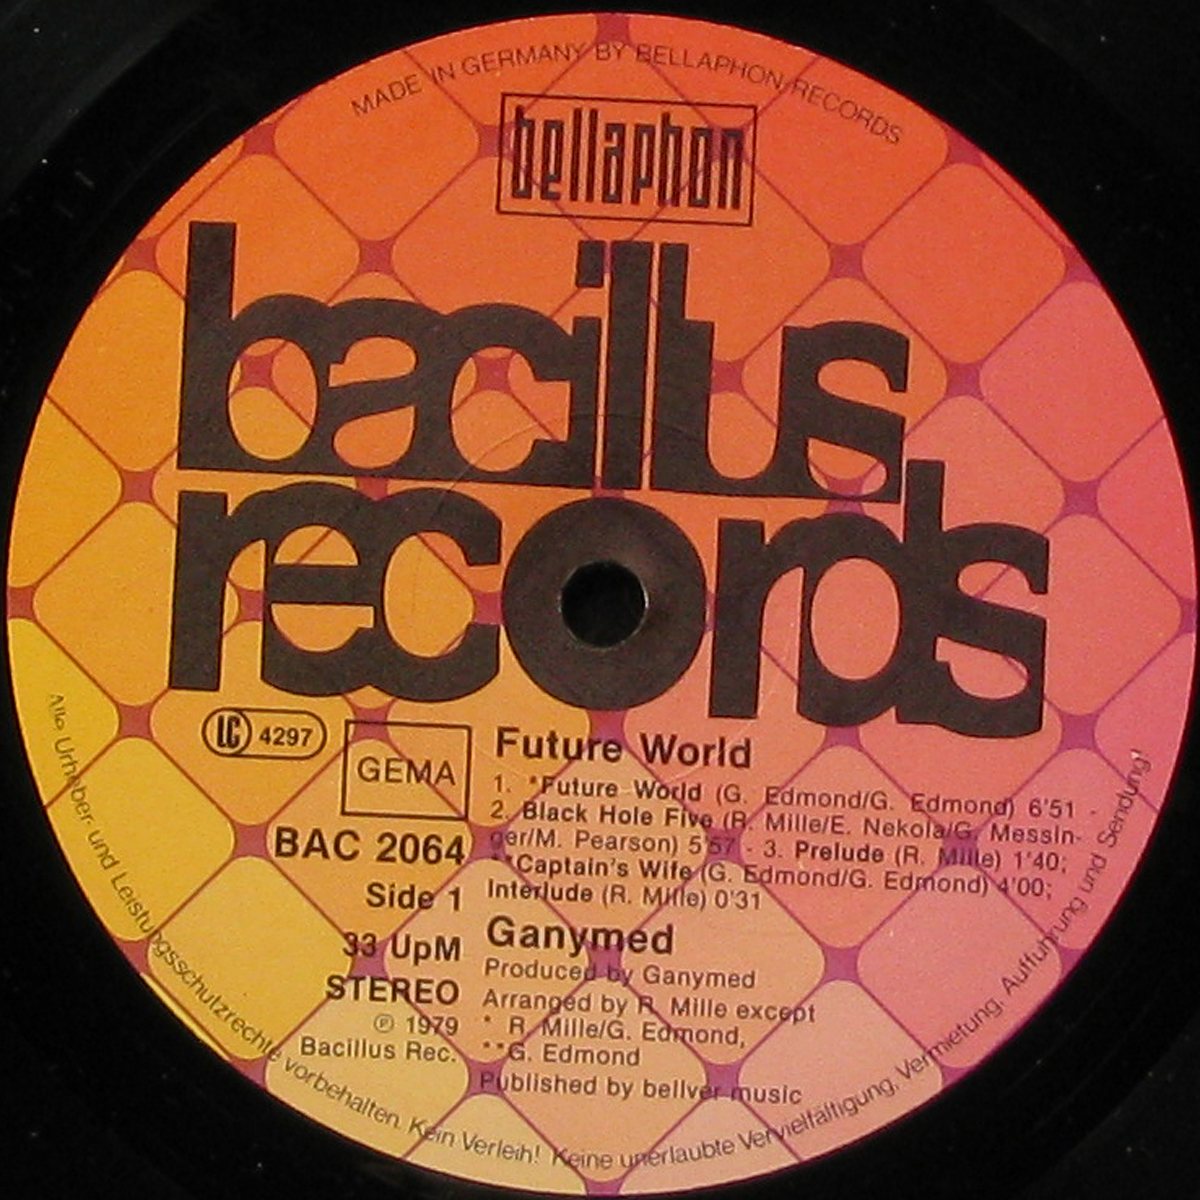 MADE IN GERMANY BY BELLAPHON RECORDS
bellaphon
bacillus
records
LC 4297
GEMA
BAC 2064
Side 1
33 UpM
STEREO
℗ 1979
Bacillus Rec.
Future World
1. *Future World (G. Edmond/G. Edmond) 6'51 -
2. Black Hole Five (R. Mille/E. Nekola/G. Messin-
ger/M. Pearson) 5'57 - 3. Prelude (R. Mille) 1'40;
**Captain's Wife (G. Edmond/G. Edmond) 4'00;
Interlude (R. Mille) 0'31
Ganymed
Produced by Ganymed
Arranged by R. Mille except
* R. Mille/G. Edmond,
**G. Edmond
Published by bellver music
Alle Urheber- und Leistungsschutzrechte vorbehalten. Kein Verleih! Keine unerlaubte Vervielfältigung, Vermietung, Aufführung und Sendung!